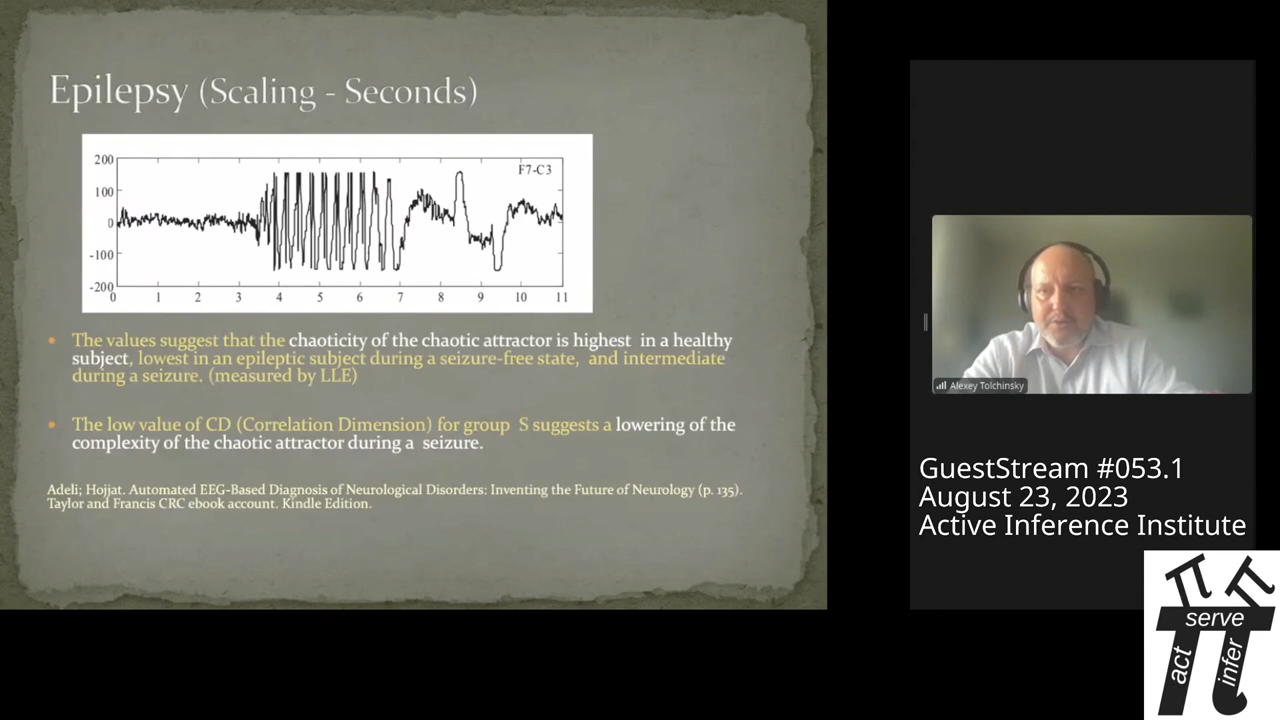 Epilepsy (Scaling - Seconds)
200
100
0
-100
-200
F7-C3
0 1 2 3 4 5 6 7 8 9 10 11
The values suggest that the chaoticity of the chaotic attractor is highest in a healthy
subject, lowest in an epileptic subject during a seizure-free state, and intermediate
during a seizure. (measured by LLE)
The low value of CD (Correlation Dimension) for group S suggests a lowering of the
complexity of the chaotic attractor during a seizure.
Adeli; Hojjat. Automated EEG-Based Diagnosis of Neurological Disorders: Inventing the Future of Neurology (p. 135).
Taylor and Francis CRC ebook account. Kindle Edition.
Alexey Tolchinsky
GuestStream #053.1
August 23, 2023
Active Inference Institute
serve
act
infer